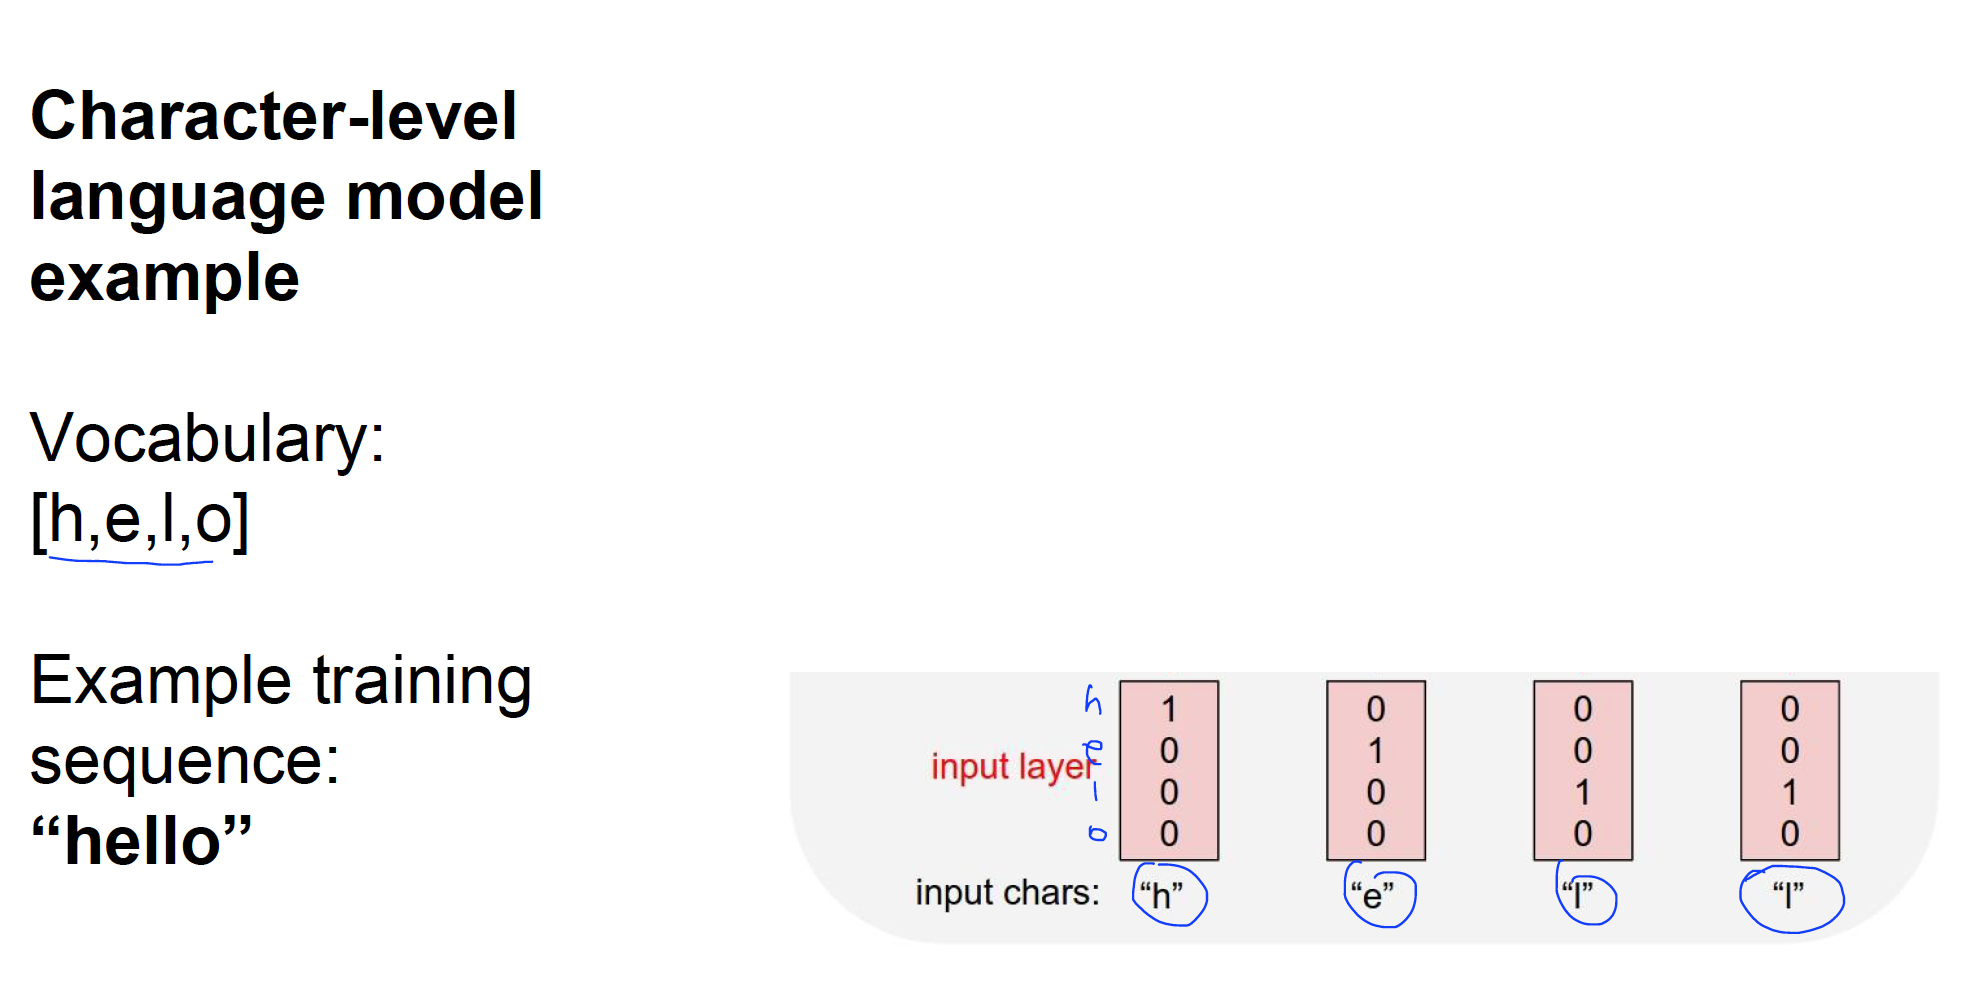 Character-level
language model
example
Vocabulary:
[h,e,l,o]
Example training
sequence:
“hello”
h 1 0 0 0
e 0 1 0 0
input layer
l 0 0 1 1
o 0 0 0 0
input chars: “h” “e” “l” “l”